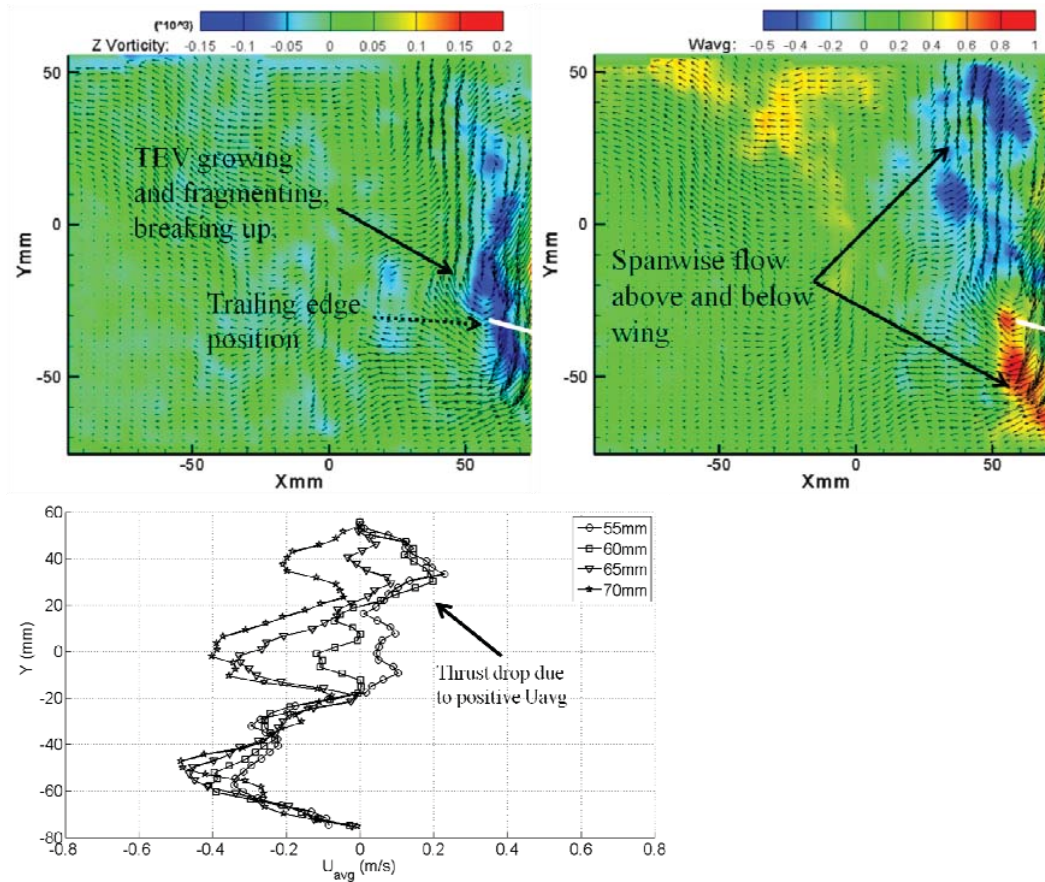 (*10^3)
Z Vorticity: -0.15 -0.1 -0.05 0 0.05 0.1 0.15 0.2
50
0
-50
Ymm
TEV growing
and fragmenting,
breaking up.
Trailing edge
position
-50 0 50
Xmm
Wavg: -0.5 -0.4 -0.2 0 0.2 0.4 0.6 0.8 1
50
0
-50
Ymm
Spanwise flow
above and below
wing
-50 0 50
Xmm
60
40
20
0
-20
-40
-60
-80
Y (mm)
55mm
60mm
65mm
70mm
Thrust drop due
to positive Uavg
-0.8 -0.6 -0.4 -0.2 0 0.2 0.4 0.6 0.8
Uavg (m/s)